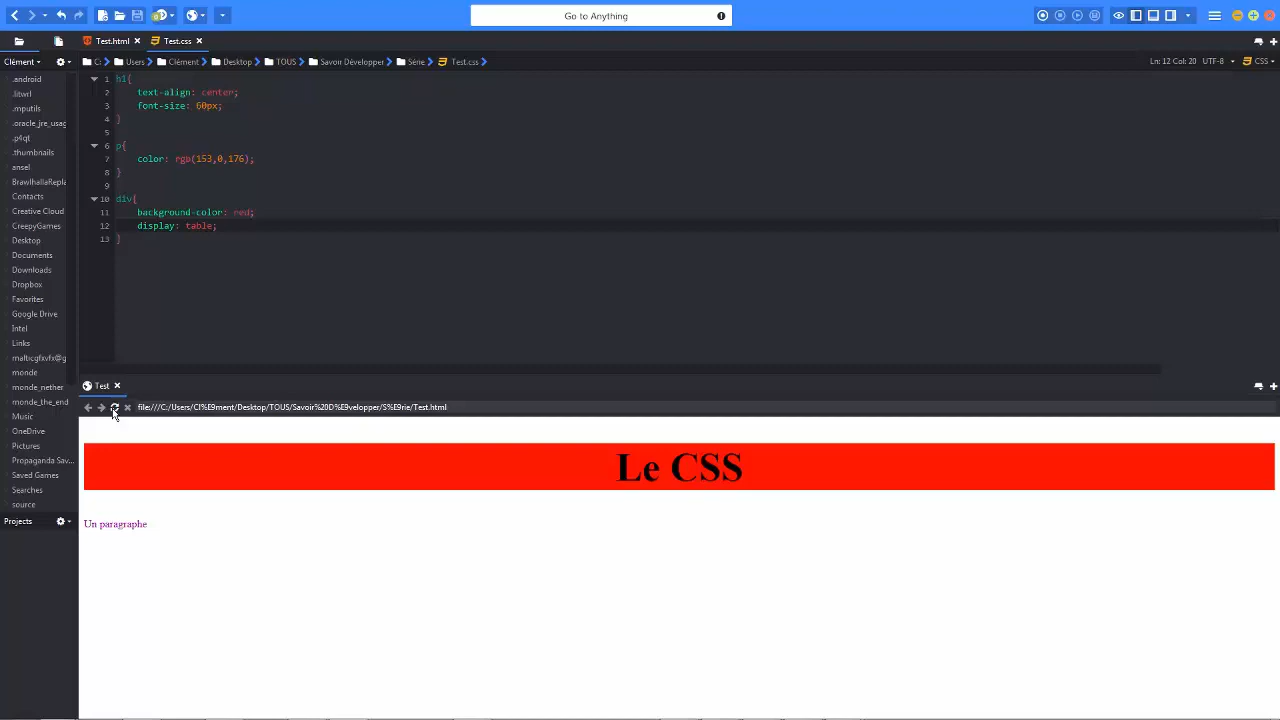 Go to Anything
Test.html
Test.css
Clément
C:
Users
Clément
Desktop
TOUS
Savoir Développer
Série
Test.css
Ln: 12 Col: 20
UTF-8
CSS
.android
.litwrl
.mputils
.oracle_jre_usag
.p4qt
.thumbnails
ansel
BrawlhallaRepla
Contacts
Creative Cloud
CreepyGames
Desktop
Documents
Downloads
Dropbox
Favorites
Google Drive
Intel
Links
mafticgfxvfx@g
monde
monde_nether
monde_the_end
Music
OneDrive
Pictures
Propaganda Sav...
Saved Games
Searches
source
Projects
1 h1{
2 text-align: center;
3 font-size: 60px;
4 }
5
6 p{
7 color: rgb(153,0,176);
8 }
9
10 div{
11 background-color: red;
12 display: table;
13 }
Test
file:///C:/Users/Cl%E9ment/Desktop/TOUS/Savoir%20D%E9velopper/S%E9rie/Test.html
Le CSS
Un paragraphe